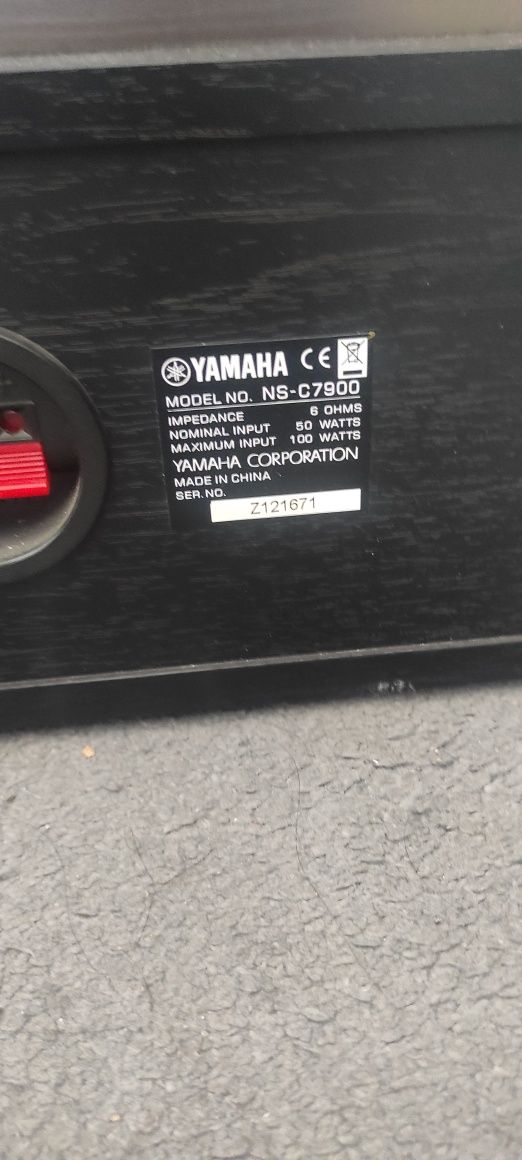 YAMAHA CE
MODEL NO. NS-C7900
IMPEDANCE 6 OHMS
NOMINAL INPUT 50 WATTS
MAXIMUM INPUT 100 WATTS
YAMAHA CORPORATION
MADE IN CHINA
SER.NO.
Z121671